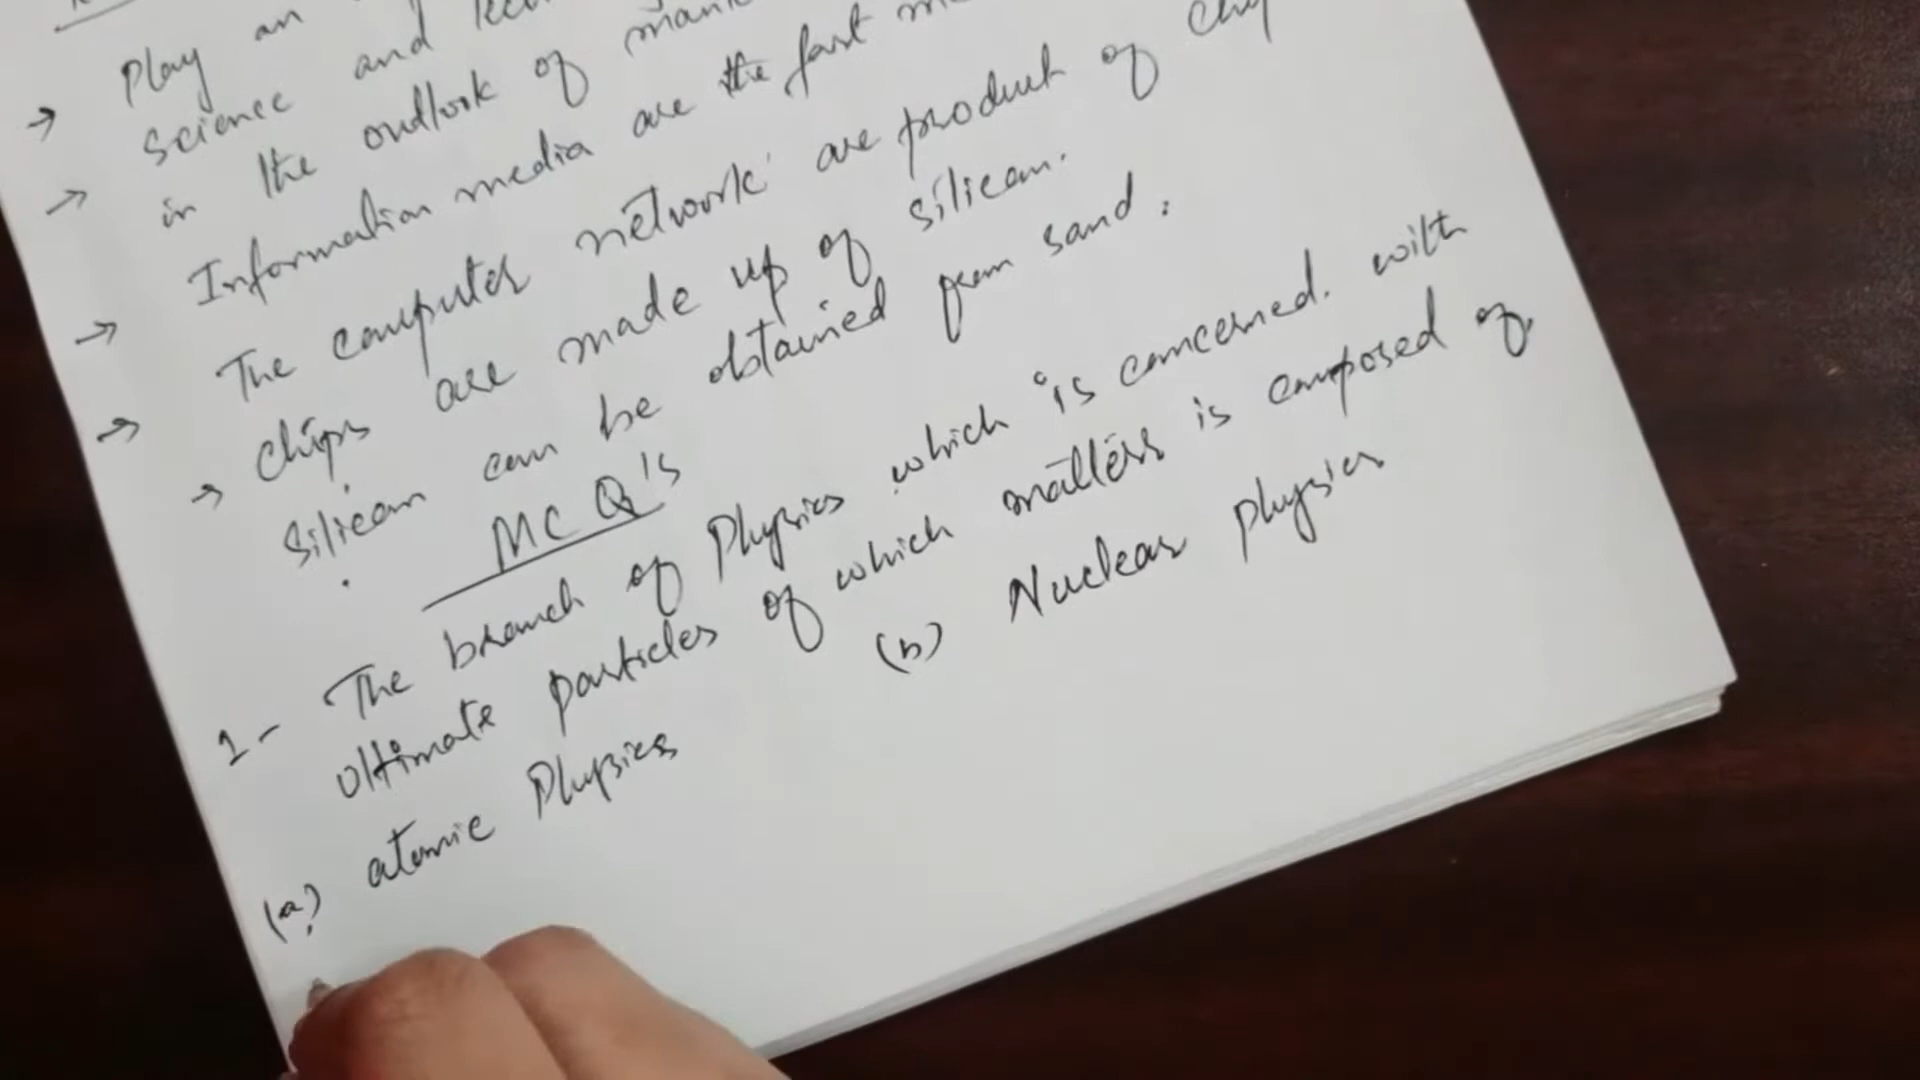 → Play an
science and
→ in the outlook of
Information media are the fast
→ The computer network are product of
→ chips are made up of silicon.
→ Silicon can be obtained from sand.
MCQ's
1- The branch of Physics which is concerned. with
ultimate particles of which matters is composed of.
(a) atomic Physics (b) Nuclear physics